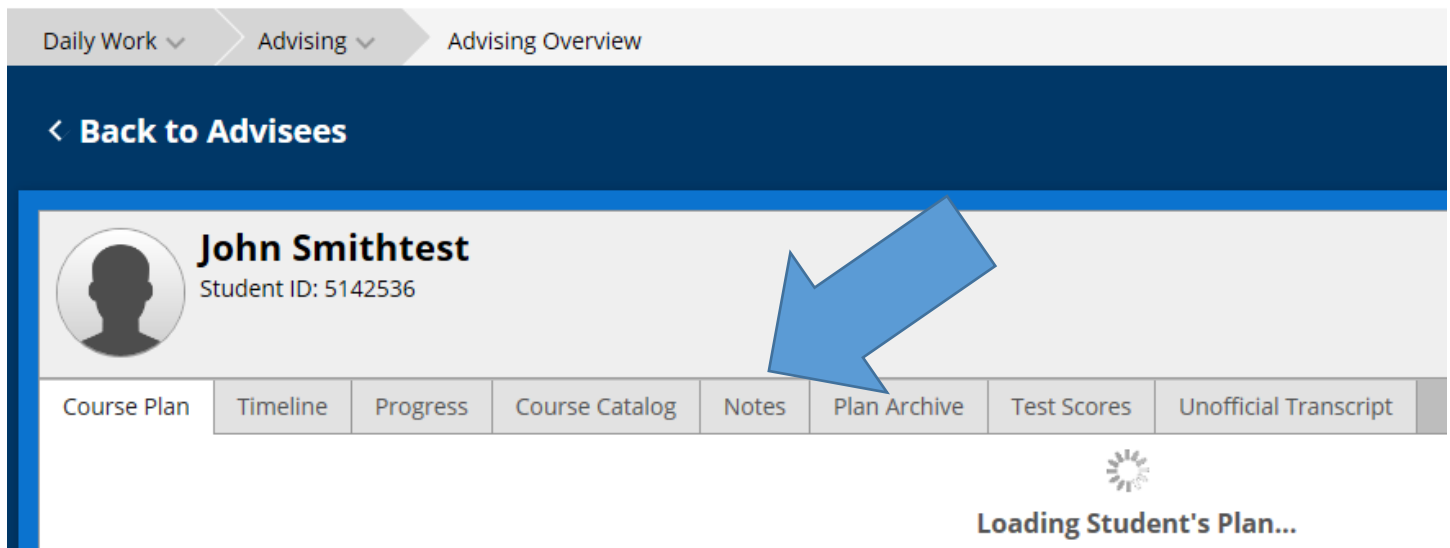 Daily Work Advising Advising Overview
< Back to Advisees
John Smithtest
Student ID: 5142536
Course Plan Timeline Progress Course Catalog Notes Plan Archive Test Scores Unofficial Transcript
Loading Student's Plan...